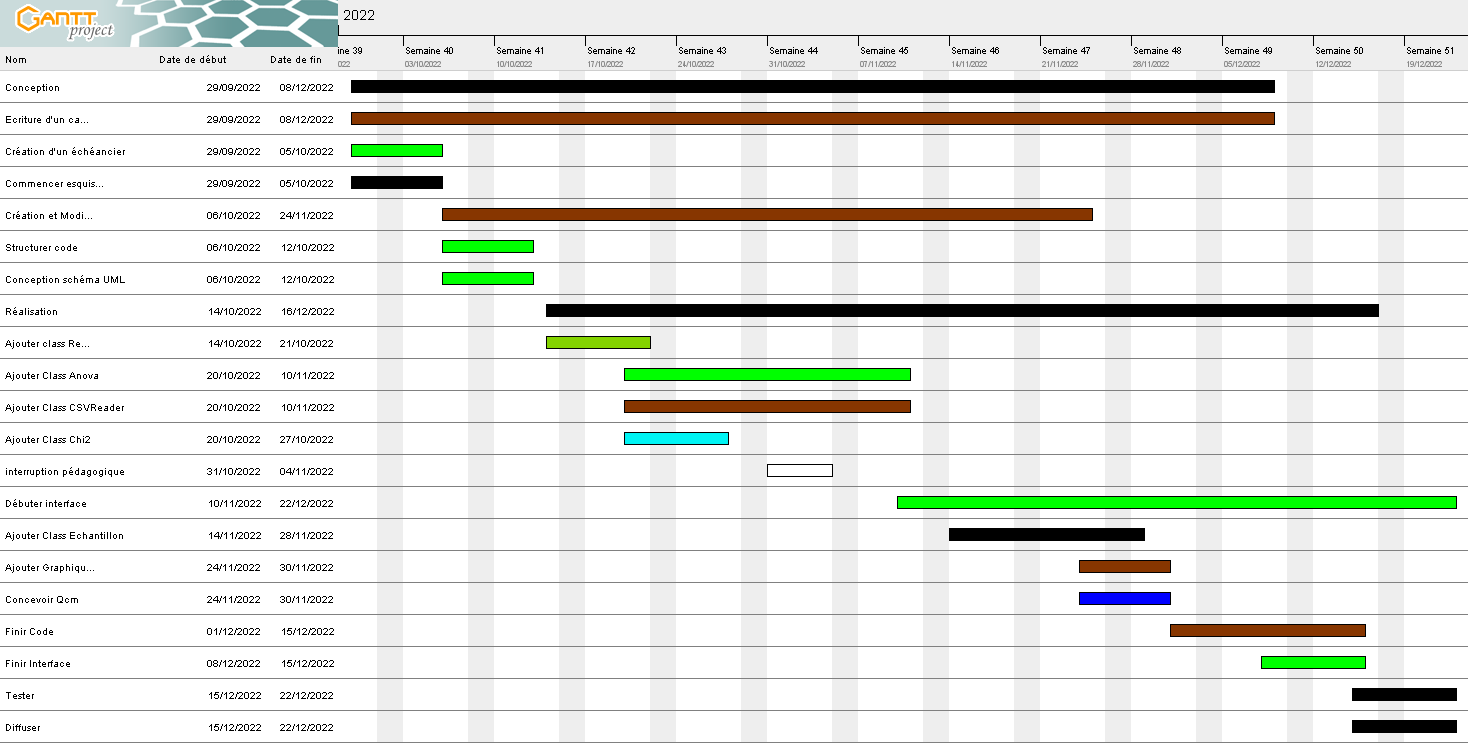 GANTT
project
2022
ine 39 Semaine 40 Semaine 41 Semaine 42 Semaine 43 Semaine 44 Semaine 45 Semaine 46 Semaine 47 Semaine 48 Semaine 49 Semaine 50 Semaine 51
Nom Date de début Date de fin 022 03/10/2022 10/10/2022 17/10/2022 24/10/2022 31/10/2022 07/11/2022 14/11/2022 21/11/2022 28/11/2022 05/12/2022 12/12/2022 19/12/2022
Conception 29/09/2022 08/12/2022
Ecriture d'un ca... 29/09/2022 08/12/2022
Création d'un échéancier 29/09/2022 05/10/2022
Commencer esquis... 29/09/2022 05/10/2022
Création et Modi... 06/10/2022 24/11/2022
Structurer code 06/10/2022 12/10/2022
Conception schéma UML 06/10/2022 12/10/2022
Réalisation 14/10/2022 16/12/2022
Ajouter class Re... 14/10/2022 21/10/2022
Ajouter Class Anova 20/10/2022 10/11/2022
Ajouter Class CSVReader 20/10/2022 10/11/2022
Ajouter Class Chi2 20/10/2022 27/10/2022
interruption pédagogique 31/10/2022 04/11/2022
Débuter interface 10/11/2022 22/12/2022
Ajouter Class Echantillon 14/11/2022 28/11/2022
Ajouter Graphiqu... 24/11/2022 30/11/2022
Concevoir Qcm 24/11/2022 30/11/2022
Finir Code 01/12/2022 15/12/2022
Finir Interface 08/12/2022 15/12/2022
Tester 15/12/2022 22/12/2022
Diffuser 15/12/2022 22/12/2022